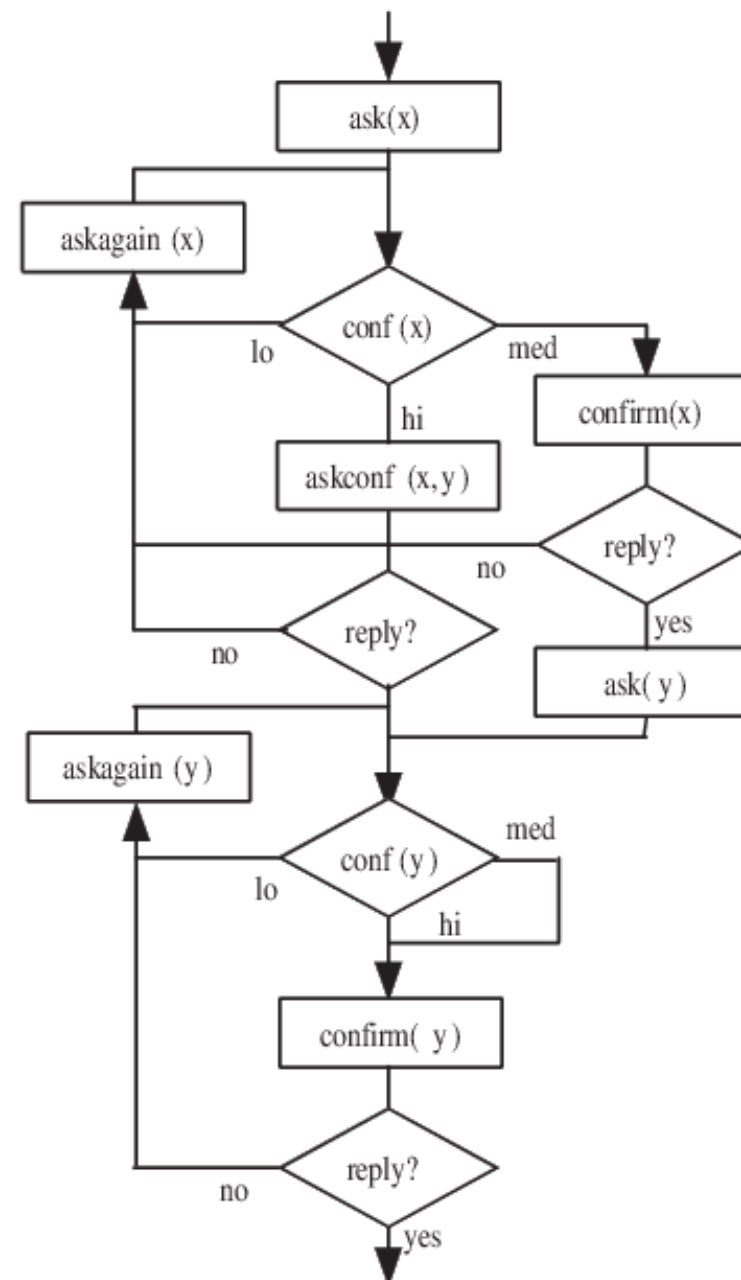 ask(x)
askagain (x)
conf (x)
lo
med
hi
confirm(x)
askconf (x,y)
reply?
no
yes
reply?
no
ask( y)
askagain (y)
conf (y)
med
lo
hi
confirm( y)
reply?
no
yes